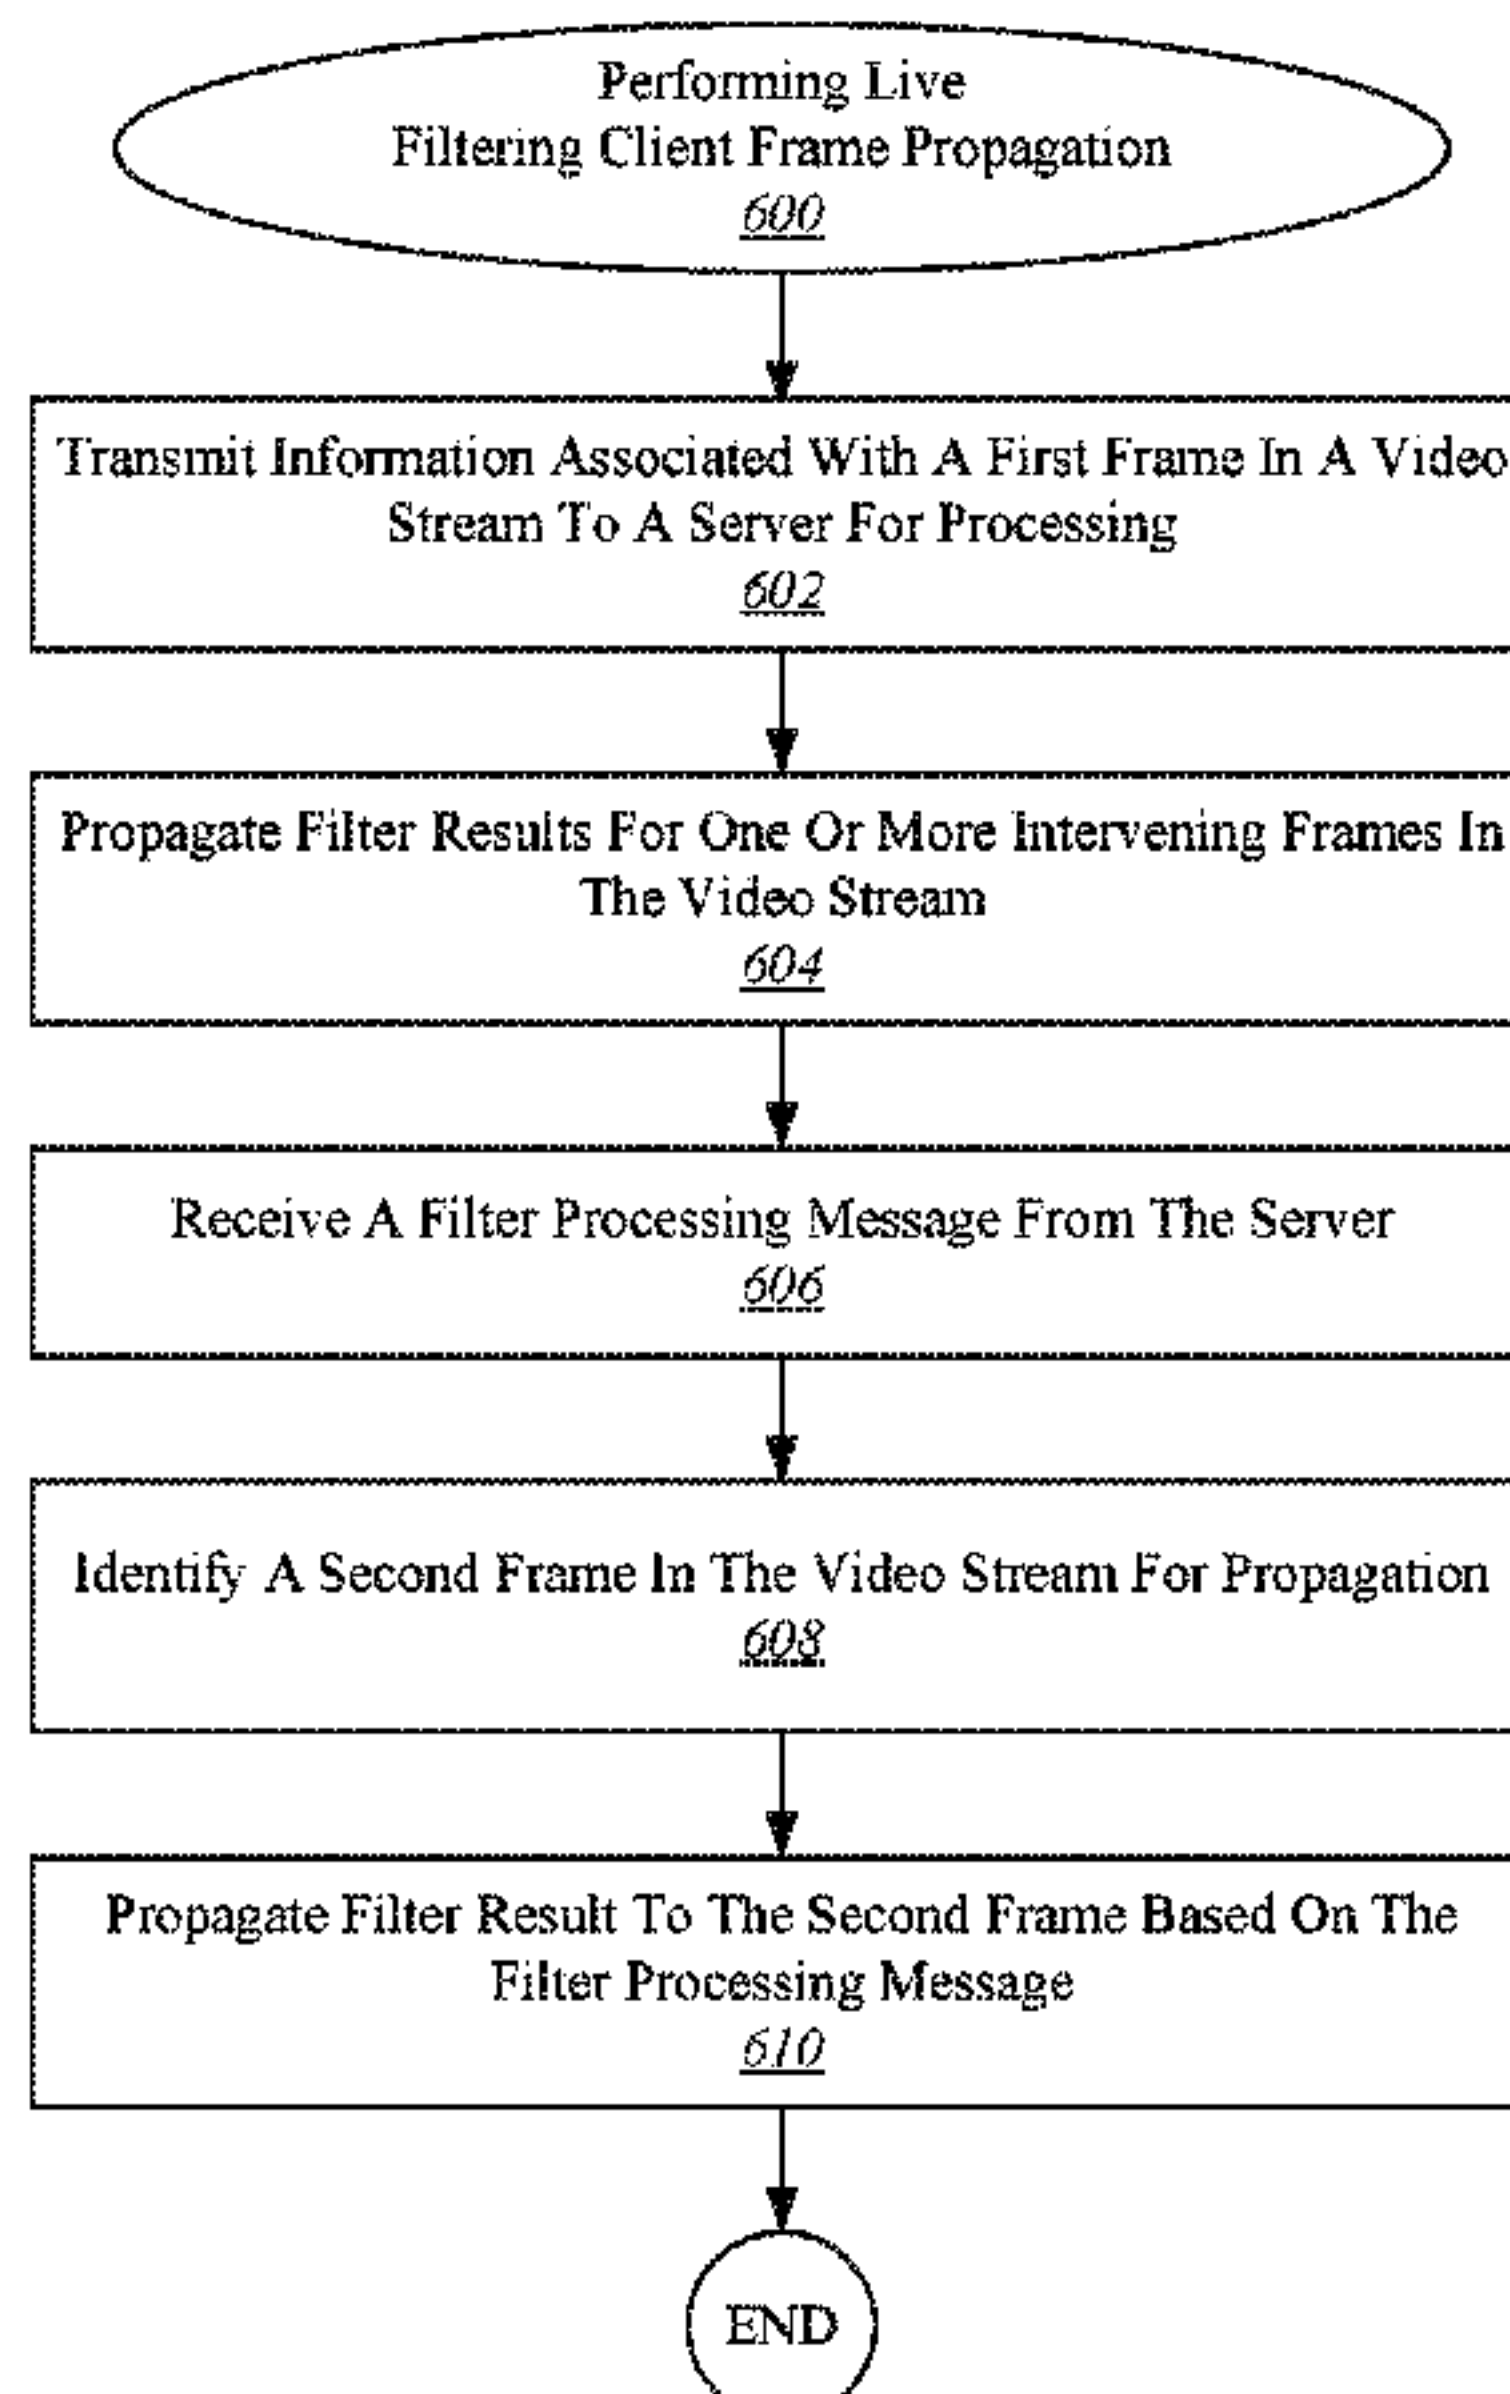 Performing Live
Filtering Client Frame Propagation
600
Transmit Information Associated With A First Frame In A Video
Stream To A Server For Processing
602
Propagate Filter Results For One Or More Intervening Frames In
The Video Stream
604
Receive A Filter Processing Message From The Server
606
Identify A Second Frame In The Video Stream For Propagation
608
Propagate Filter Result To The Second Frame Based On The
Filter Processing Message
610
END